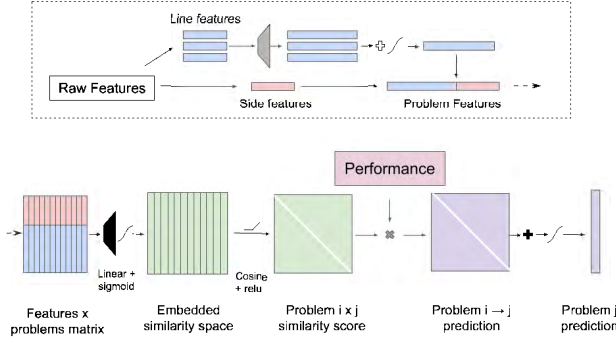 Line features
Raw Features
Side features
Problem Features
Performance
Linear +
sigmoid
Cosine
+ relu
Features x
problems matrix
Embedded
similarity space
Problem i x j
similarity score
Problem i → j
prediction
Problem j
prediction